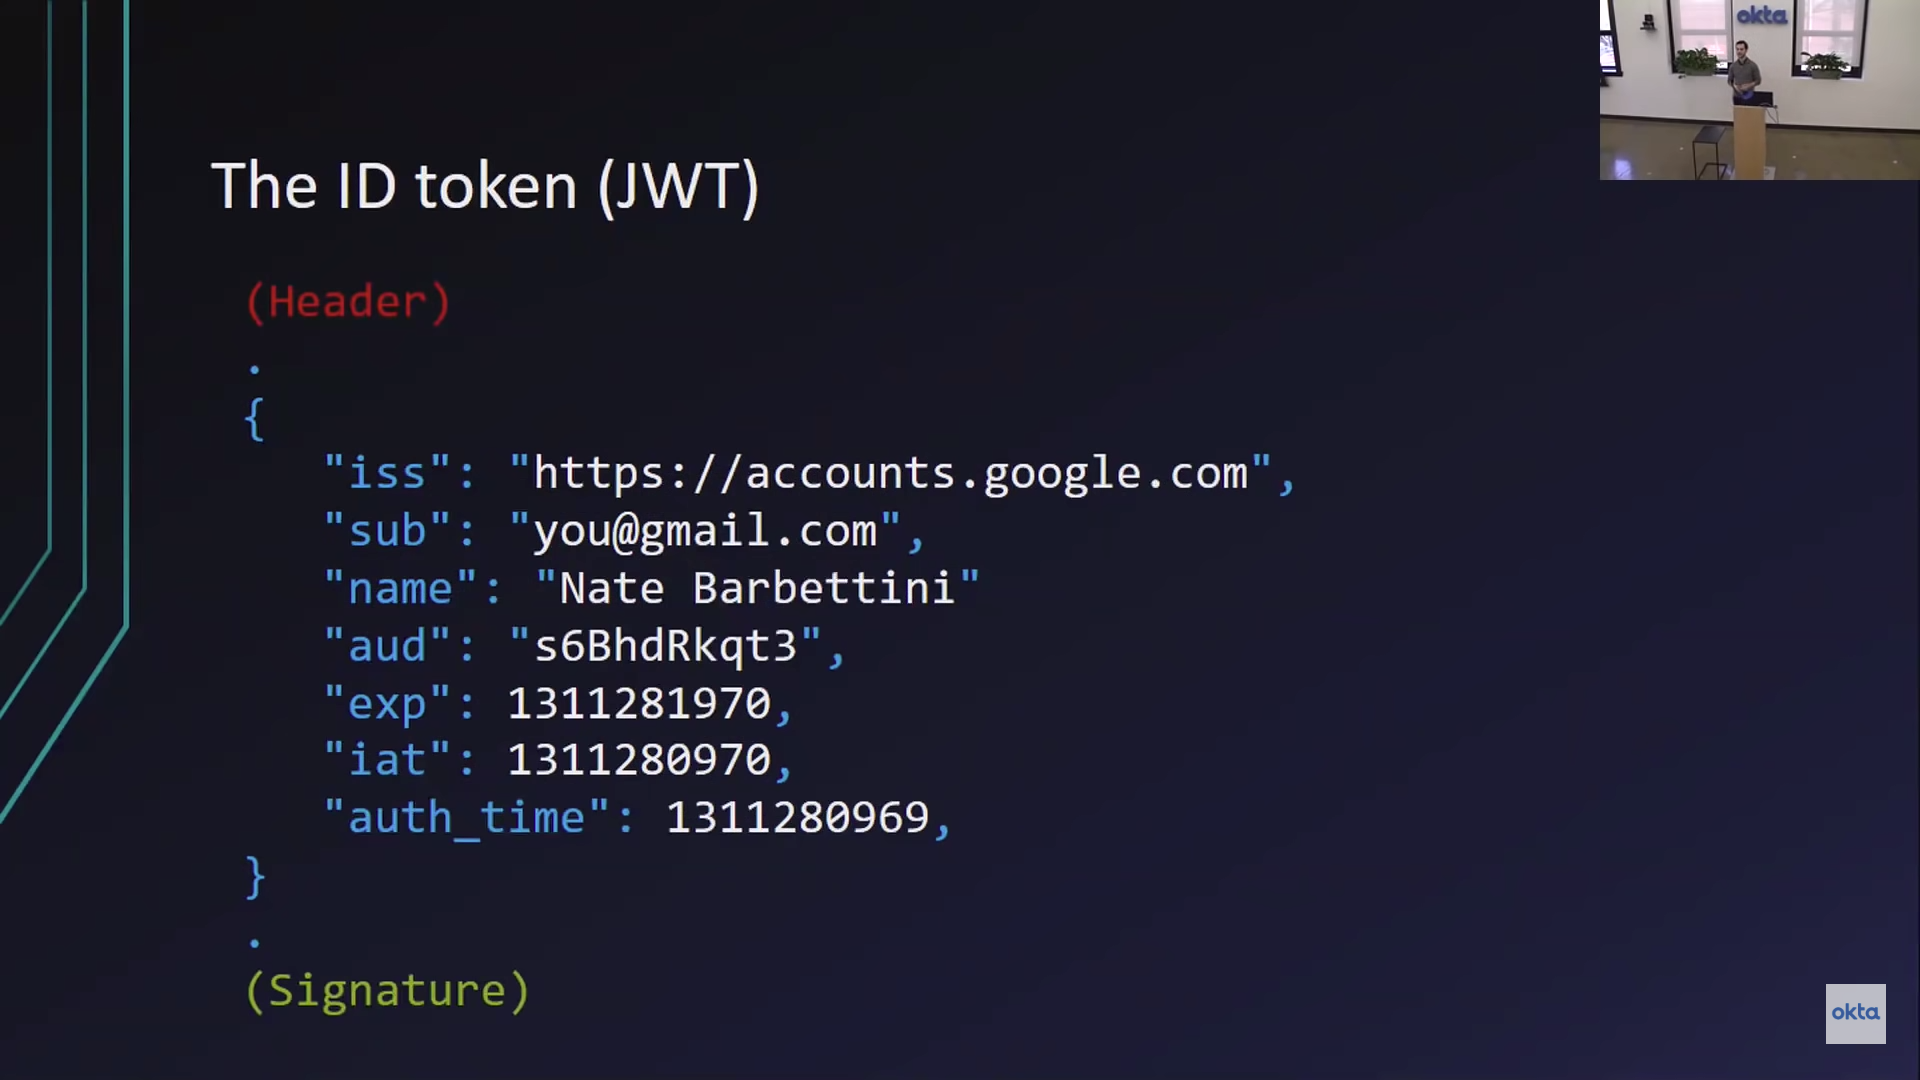 okta
The ID token (JWT)
(Header)
.
{
"iss": "https://accounts.google.com",
"sub": "you@gmail.com",
"name": "Nate Barbettini"
"aud": "s6BhdRkqt3",
"exp": 1311281970,
"iat": 1311280970,
"auth_time": 1311280969,
}
.
(Signature)
okta